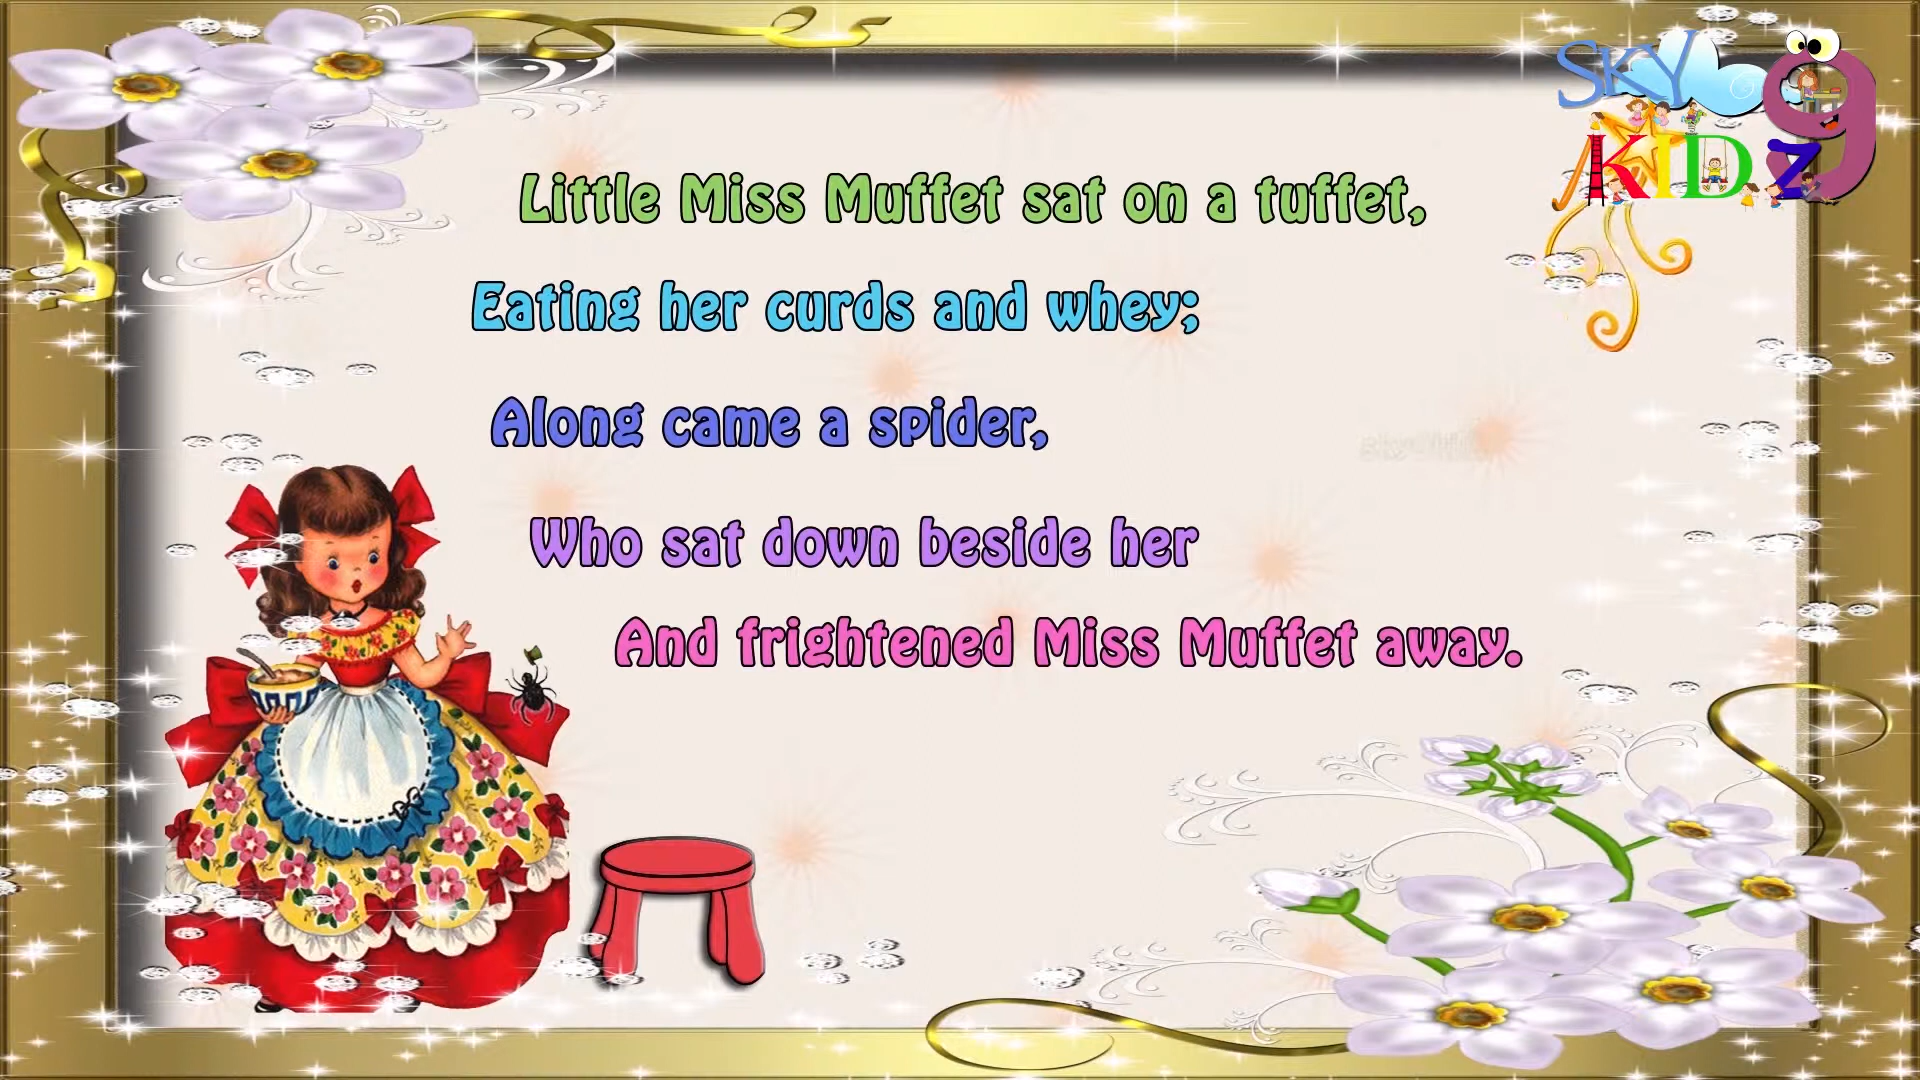 SKY 9
KIDZ
Little Miss Muffet sat on a tuffet,
Eating her curds and whey;
Along came a spider,
Who sat down beside her
And frightened Miss Muffet away.